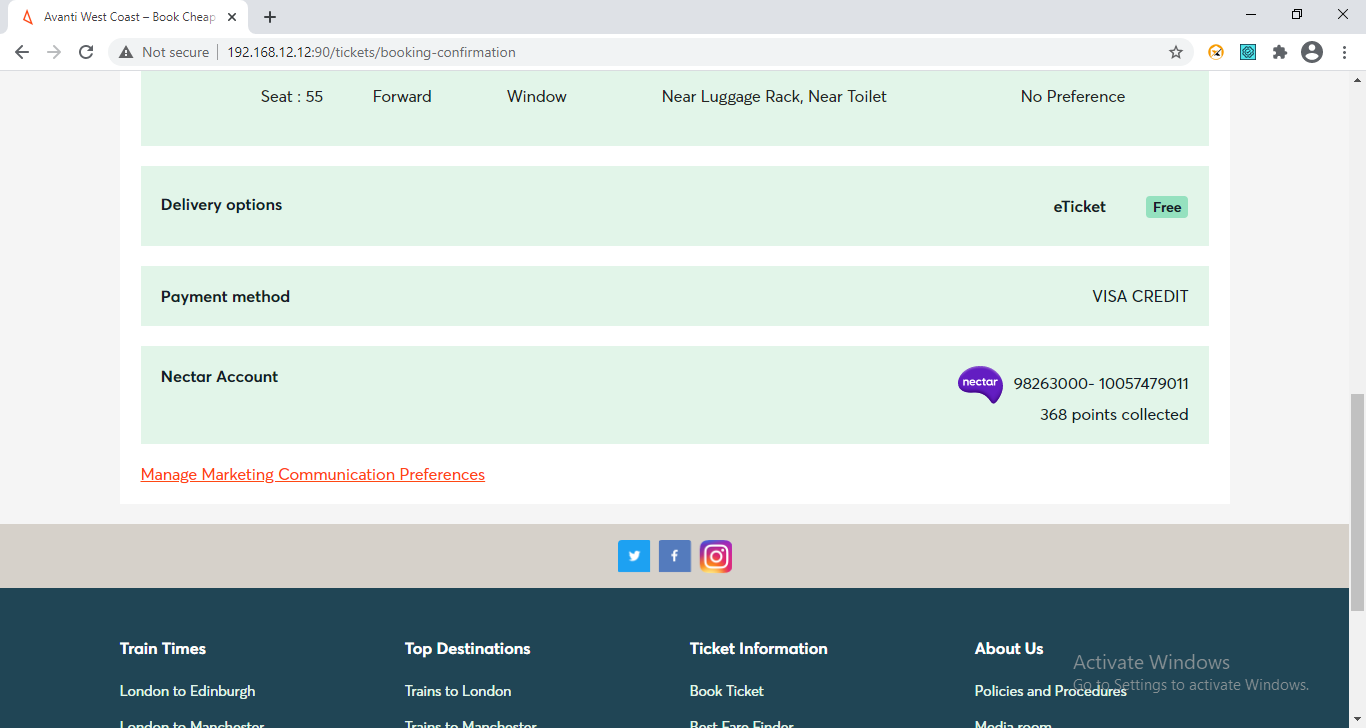 Avanti West Coast – Book Cheap
Not secure
192.168.12.12:90/tickets/booking-confirmation
Seat : 55 Forward Window Near Luggage Rack, Near Toilet No Preference
Delivery options eTicket Free
Payment method VISA CREDIT
Nectar Account nectar 98263000- 10057479011
368 points collected
Manage Marketing Communication Preferences
Train Times Top Destinations Ticket Information About Us
Activate Windows
Go to Settings to activate Windows.
London to Edinburgh Trains to London Book Ticket Policies and Procedures
London to Manchester Trains to Manchester Best Fare Finder Media room